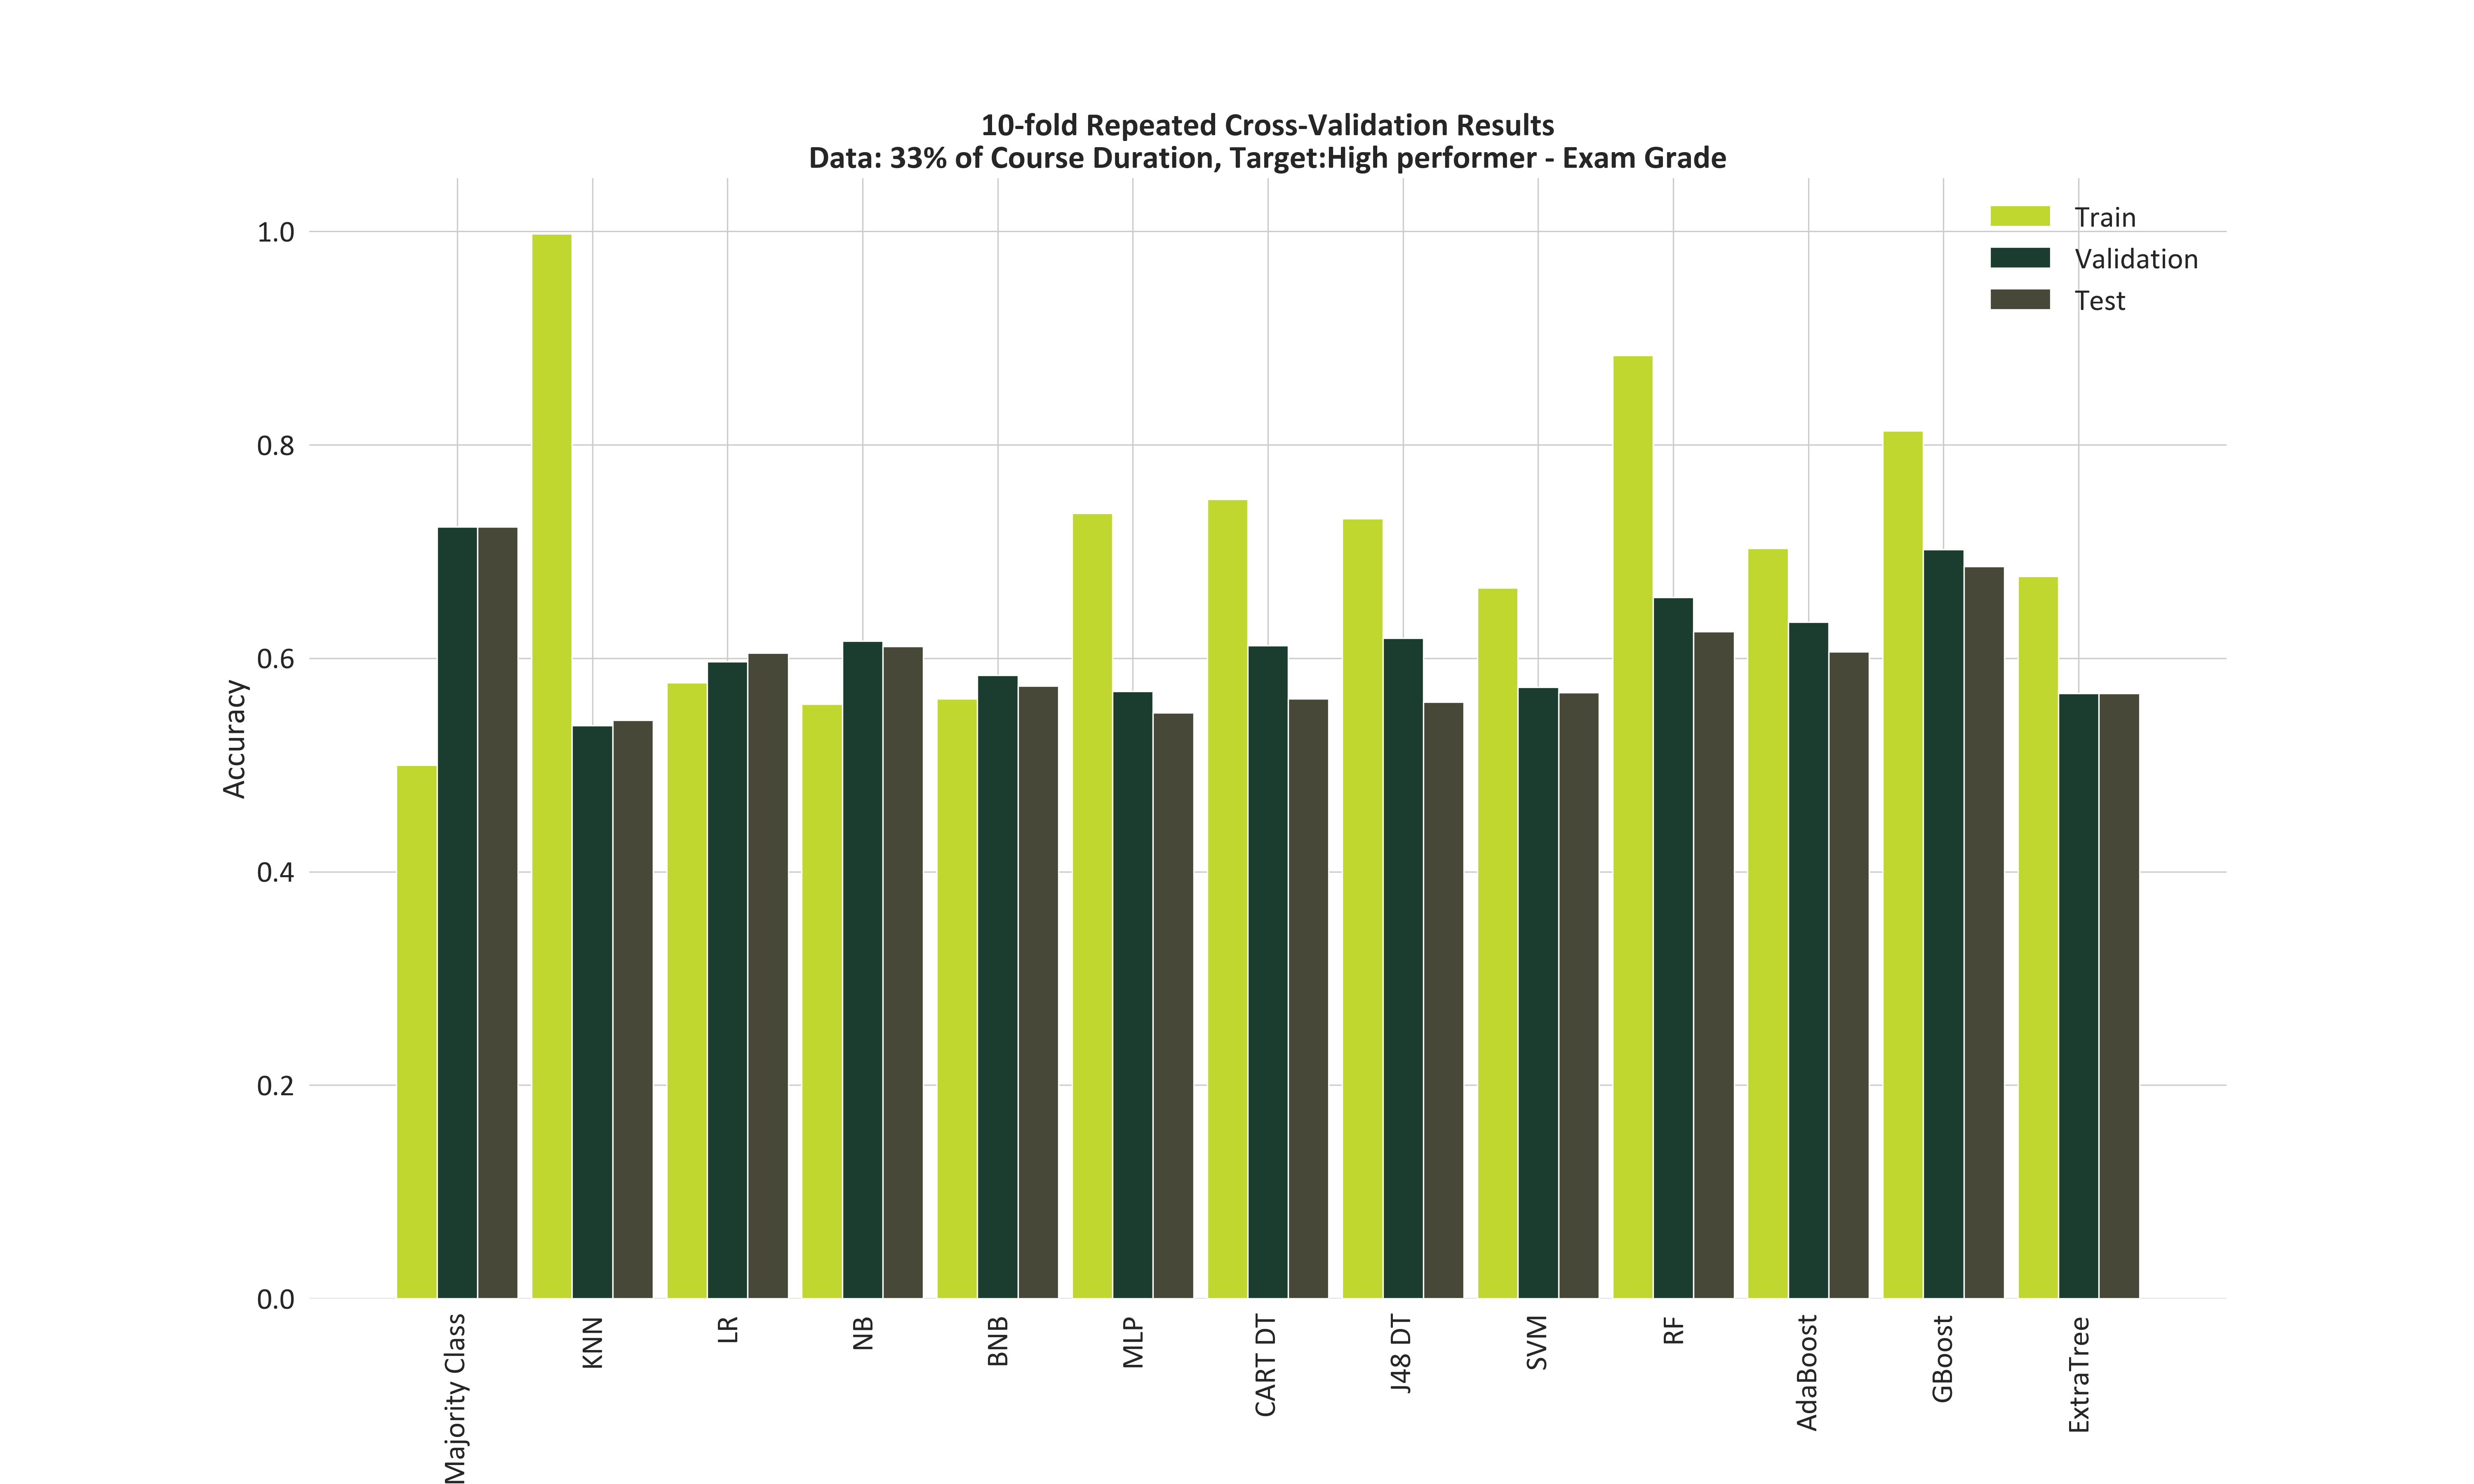 10-fold Repeated Cross-Validation Results
Data: 33% of Course Duration, Target:High performer - Exam Grade
Train
Validation
Test
Accuracy
1.0
0.8
0.6
0.4
0.2
0.0
Majority Class
KNN
LR
NB
BNB
MLP
CART DT
J48 DT
SVM
RF
AdaBoost
GBoost
ExtraTree